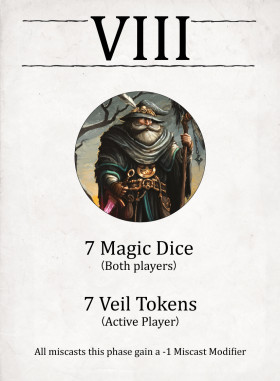 VIII
7 Magic Dice
(Both players)
7 Veil Tokens
(Active Player)
All miscasts this phase gain a -1 Miscast Modifier